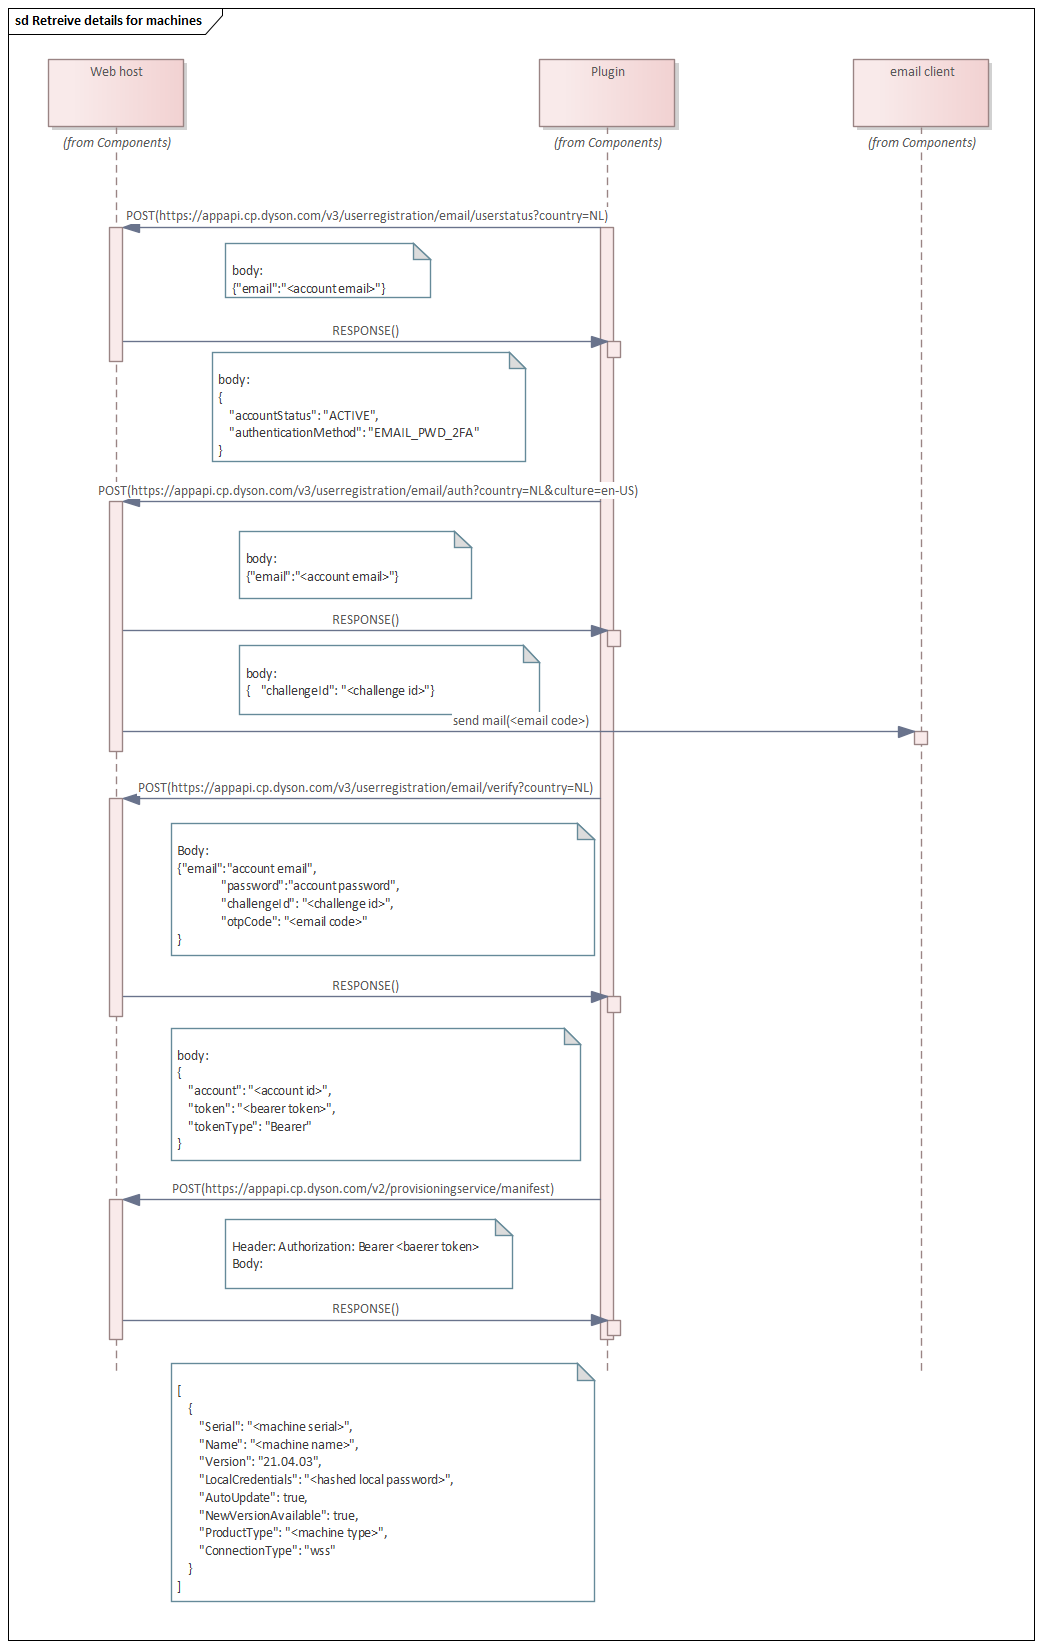 sd Retreive details for machines
Web host
Plugin
email client
(from Components)
(from Components)
(from Components)
POST(https://appapi.cp.dyson.com/v3/userregistration/email/userstatus?country=NL)
body:
{"email":"<account email>"}
RESPONSE()
body:
{
"accountStatus": "ACTIVE",
"authenticationMethod": "EMAIL_PWD_2FA"
}
POST(https://appapi.cp.dyson.com/v3/userregistration/email/auth?country=NL&culture=en-US)
body:
{"email":"<account email>"}
RESPONSE()
body:
{ "challengeId": "<challenge id>"}
send mail(<email code>)
POST(https://appapi.cp.dyson.com/v3/userregistration/email/verify?country=NL)
Body:
{"email":"account email",
"password":"account password",
"challengeId": "<challenge id>",
"otpCode": "<email code>"
}
RESPONSE()
body:
{
"account": "<account id>",
"token": "<bearer token>",
"tokenType": "Bearer"
}
POST(https://appapi.cp.dyson.com/v2/provisioningservice/manifest)
Header: Authorization: Bearer <baerer token>
Body:
RESPONSE()
[
{
"Serial": "<machine serial>",
"Name": "<machine name>",
"Version": "21.04.03",
"LocalCredentials": "<hashed local password>",
"AutoUpdate": true,
"NewVersionAvailable": true,
"ProductType": "<machine type>",
"ConnectionType": "wss"
}
]